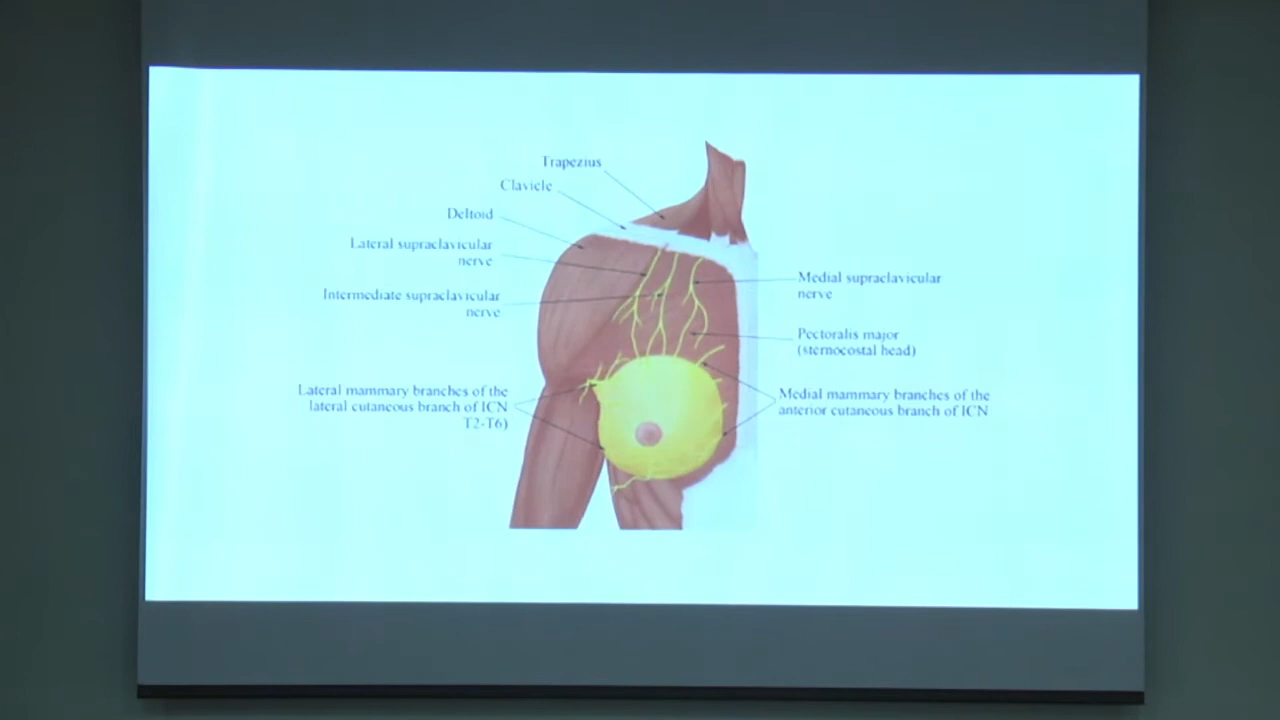 Trapezius
Clavicle
Deltoid
Lateral supraclavicular
nerve
Intermediate supraclavicular
nerve
Lateral mammary branches of the
lateral cutaneous branch of ICN
T2-T6)
Medial supraclavicular
nerve
Pectoralis major
(sternocostal head)
Medial mammary branches of the
anterior cutaneous branch of ICN